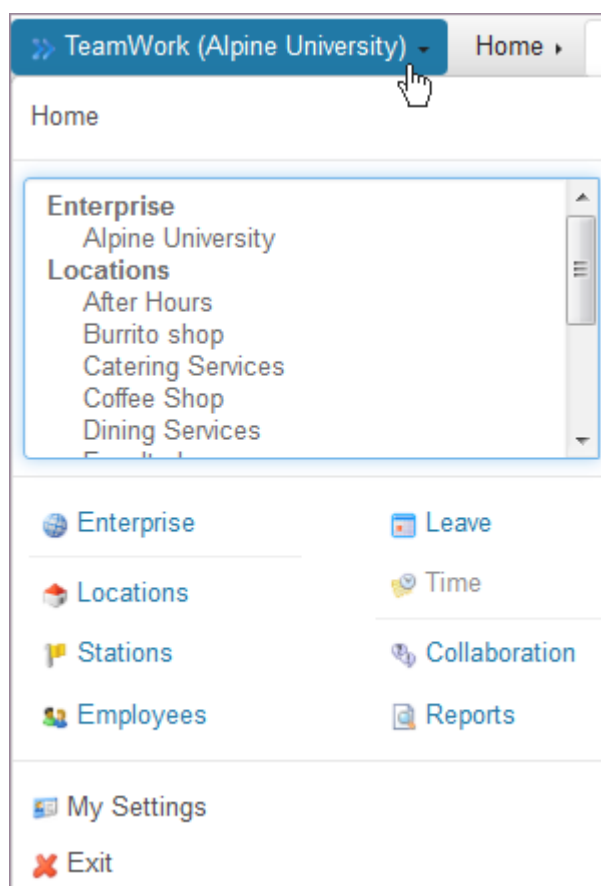 TeamWork (Alpine University) Home
Home
Enterprise
Alpine University
Locations
After Hours
Burrito shop
Catering Services
Coffee Shop
Dining Services
Enterprise Leave
Locations Time
Stations Collaboration
Employees Reports
My Settings
Exit